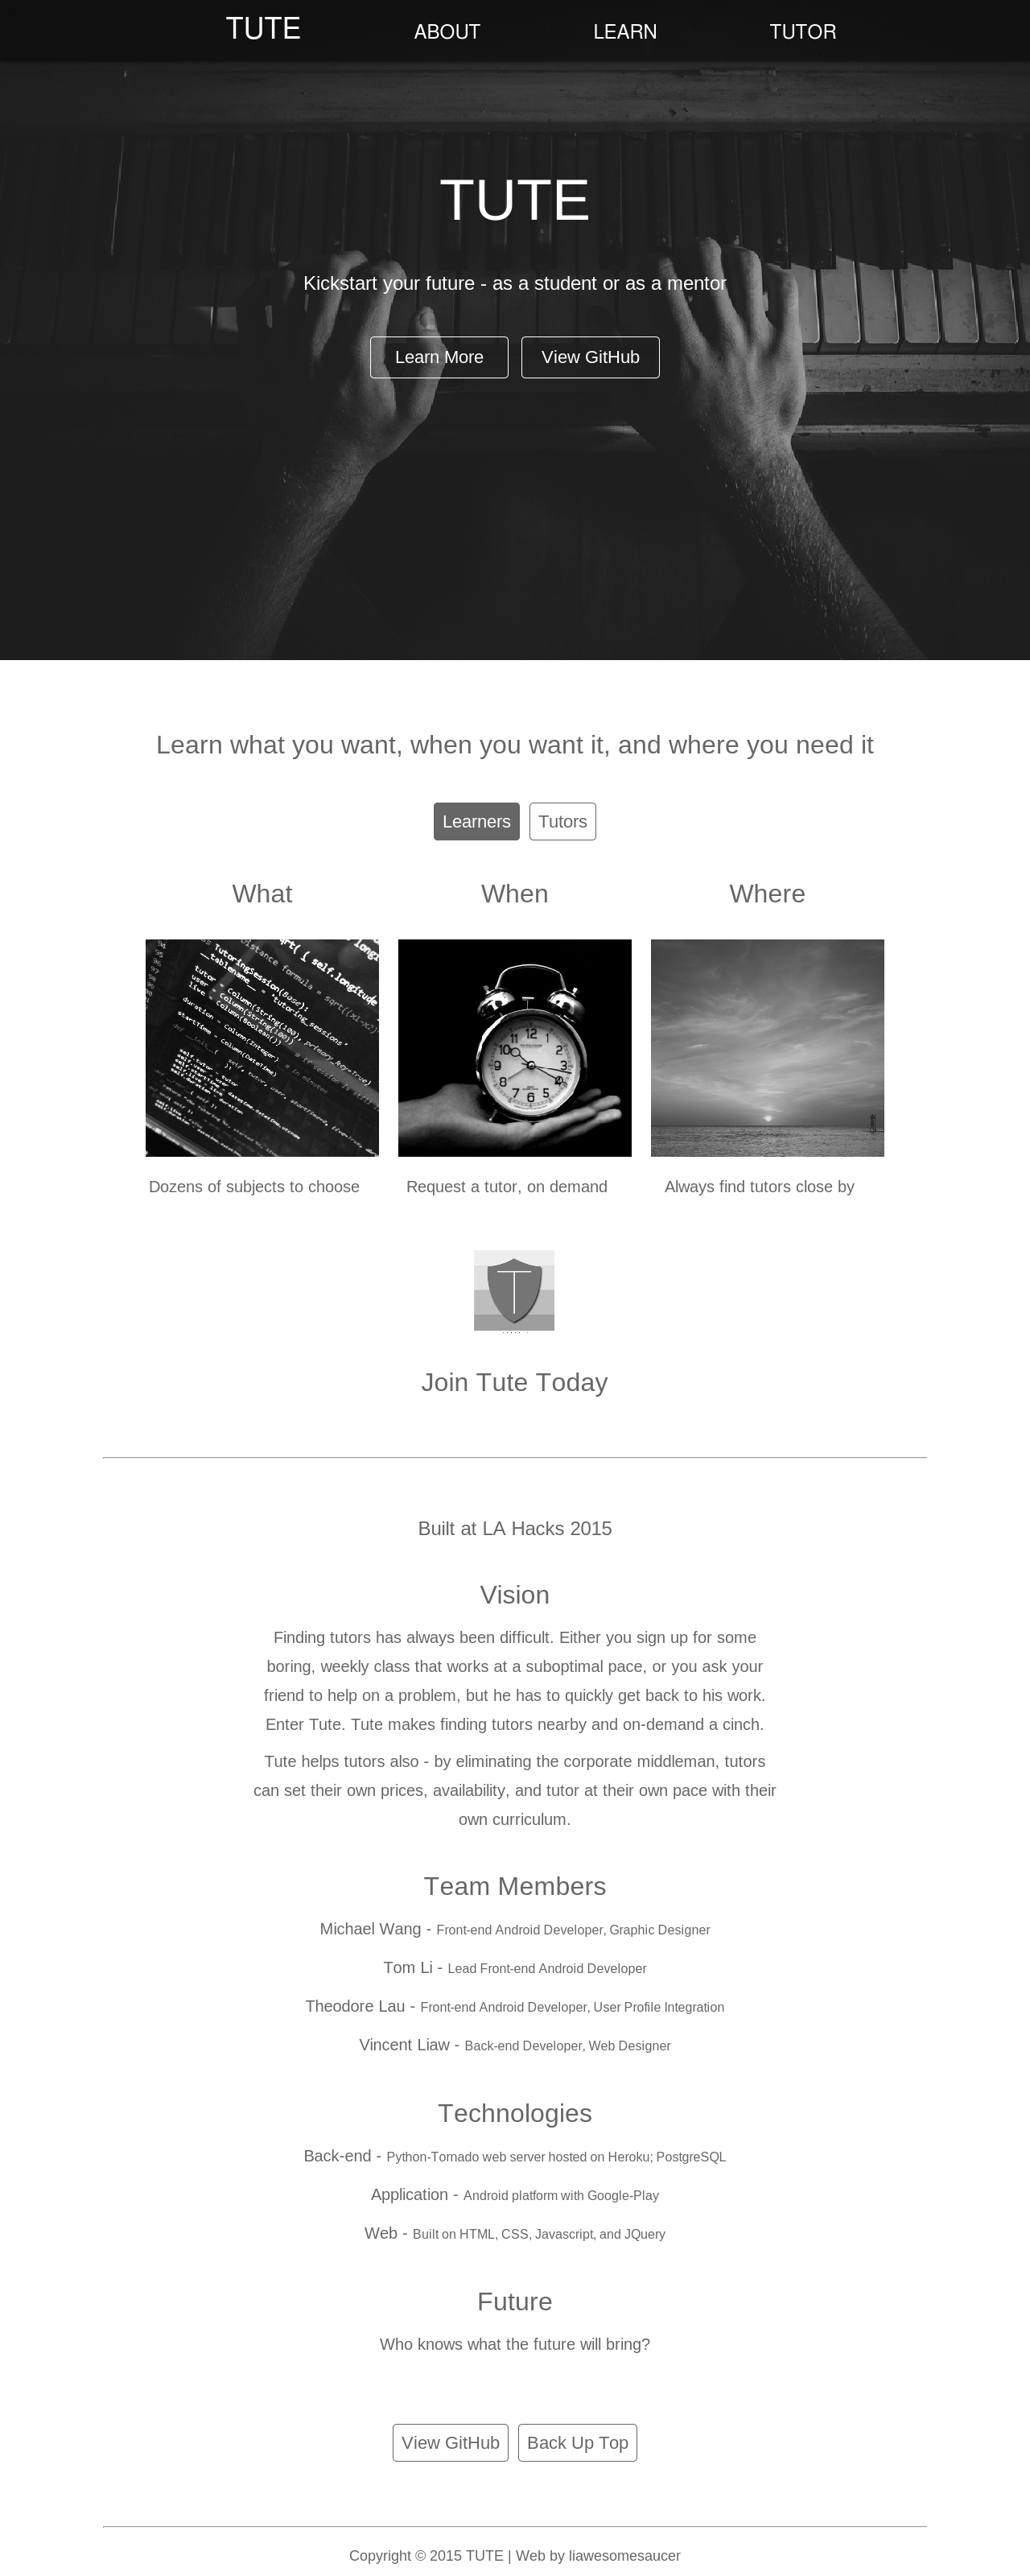 TUTE ABOUT LEARN TUTOR
TUTE
Kickstart your future - as a student or as a mentor
Learn More View GitHub
Learn what you want, when you want it, and where you need it
Learners Tutors
What When Where
Dozens of subjects to choose Request a tutor, on demand Always find tutors close by
T
Join Tute Today
Built at LA Hacks 2015
Vision
Finding tutors has always been difficult. Either you sign up for some
boring, weekly class that works at a suboptimal pace, or you ask your
friend to help on a problem, but he has to quickly get back to his work.
Enter Tute. Tute makes finding tutors nearby and on-demand a cinch.
Tute helps tutors also - by eliminating the corporate middleman, tutors
can set their own prices, availability, and tutor at their own pace with their
own curriculum.
Team Members
Michael Wang - Front-end Android Developer, Graphic Designer
Tom Li - Lead Front-end Android Developer
Theodore Lau - Front-end Android Developer, User Profile Integration
Vincent Liaw - Back-end Developer, Web Designer
Technologies
Back-end - Python-Tornado web server hosted on Heroku; PostgreSQL
Application - Android platform with Google-Play
Web - Built on HTML, CSS, Javascript, and JQuery
Future
Who knows what the future will bring?
View GitHub Back Up Top
Copyright © 2015 TUTE | Web by liawesomesaucer